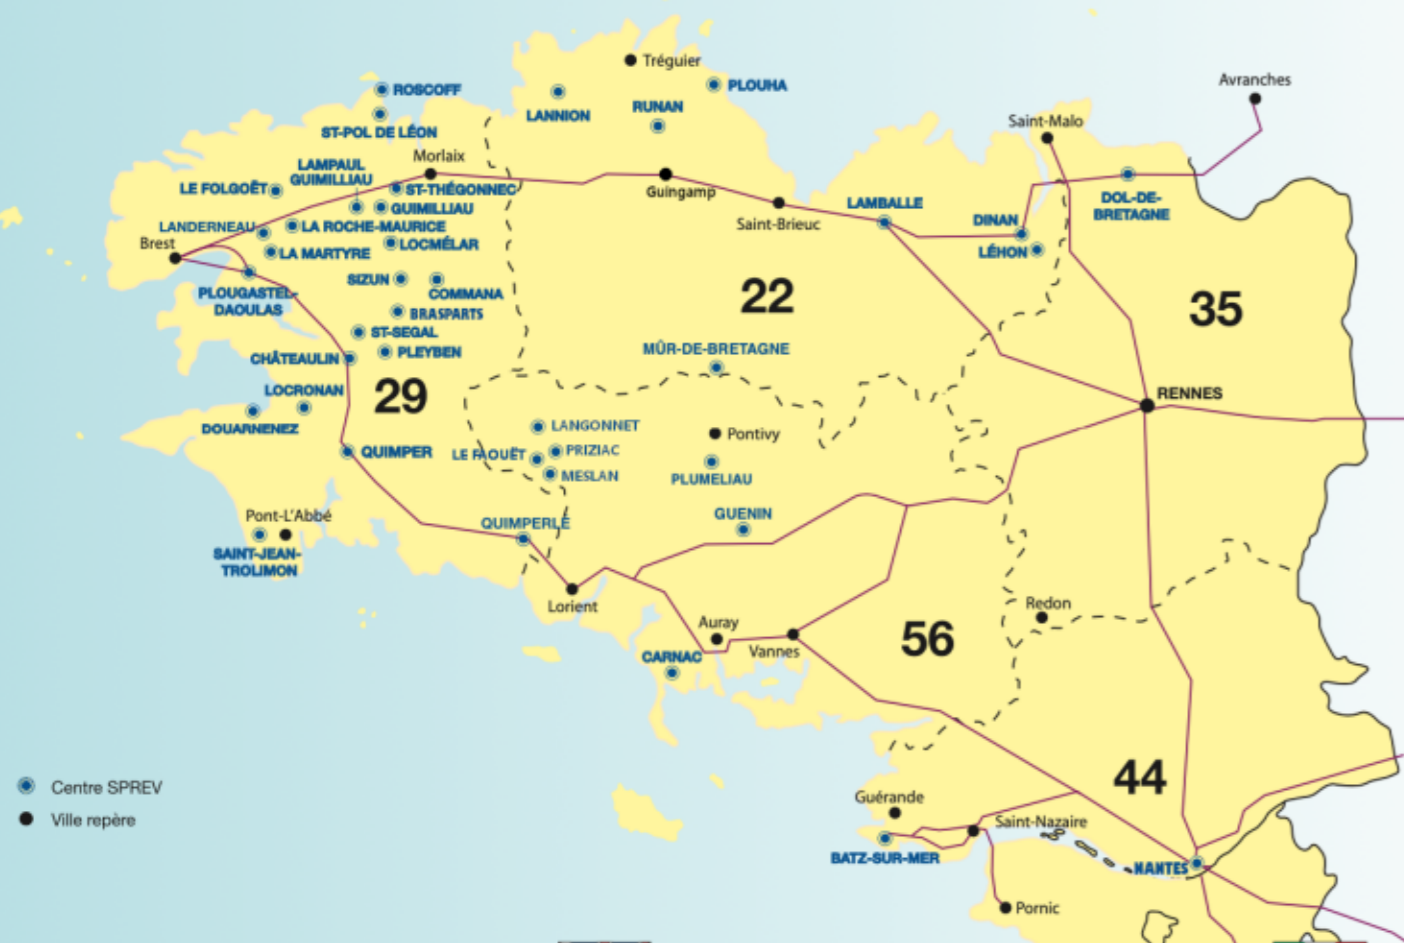 Tréguier
Avranches
ROSCOFF
PLOUHA
LANNION
RUNAN
Saint-Malo
ST-POL DE LÉON
Morlaix
LAMPAUL
GUIMILLIAU
LE FOLGOËT
ST-THÉGONNEC
Guingamp
GUIMILLIAU
LAMBALLE
DOL-DE-
BRETAGNE
LANDERNEAU
LA ROCHE-MAURICE
Saint-Brieuc
DINAN
Brest
LOCMÉLAR
LA MARTYRE
LÉHON
SIZUN
COMMANA
PLOUGASTEL-
DAOULAS
22
35
BRASPARTS
ST-SEGAL
CHÂTEAULIN
PLEYBEN
MÛR-DE-BRETAGNE
LOCRONAN
29
RENNES
DOUARNENEZ
LANGONNET
Pontivy
QUIMPER
LE FAOUËT
PRIZIAC
MESLAN
PLUMELIAU
Pont-L'Abbé
QUIMPERLÉ
GUENIN
SAINT-JEAN-
TROLIMON
Lorient
Redon
Auray
56
Vannes
CARNAC
44
Centre SPREV
Ville repère
Guérande
Saint-Nazaire
BATZ-SUR-MER
NANTES
Pornic